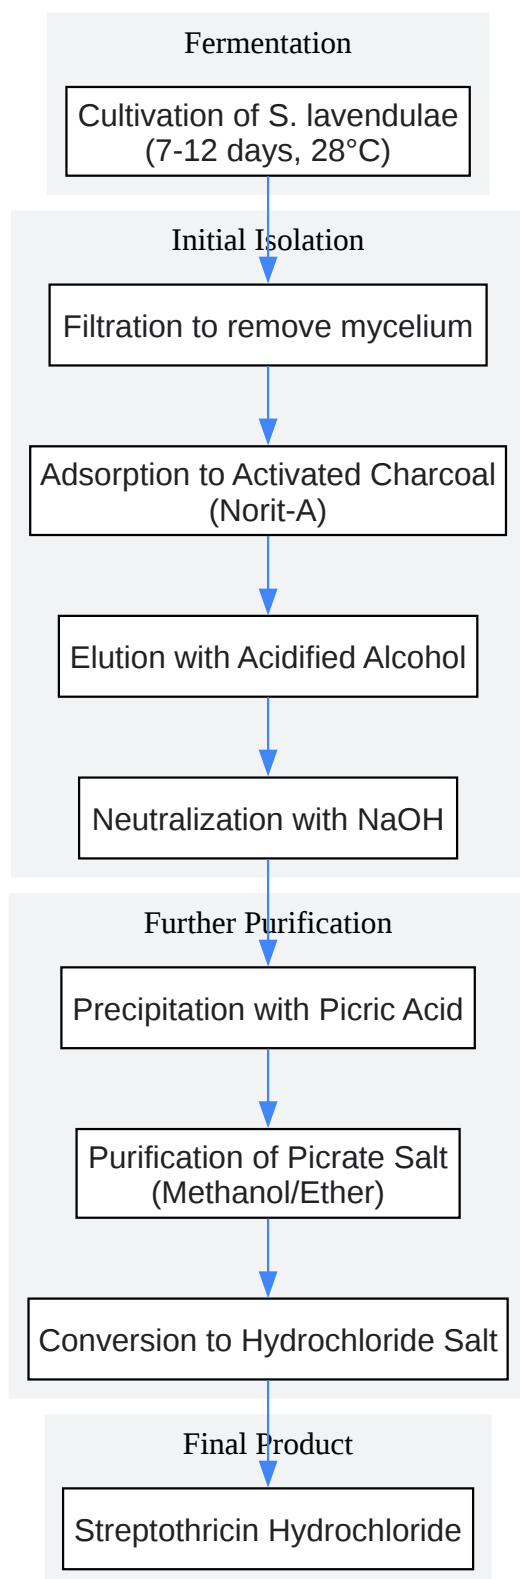 Fermentation
Cultivation of S. lavendulae
(7-12 days, 28°C)
Initial Isolation
Filtration to remove mycelium
Adsorption to Activated Charcoal
(Norit-A)
Elution with Acidified Alcohol
Neutralization with NaOH
Further Purification
Precipitation with Picric Acid
Purification of Picrate Salt
(Methanol/Ether)
Conversion to Hydrochloride Salt
Final Product
Streptothricin Hydrochloride